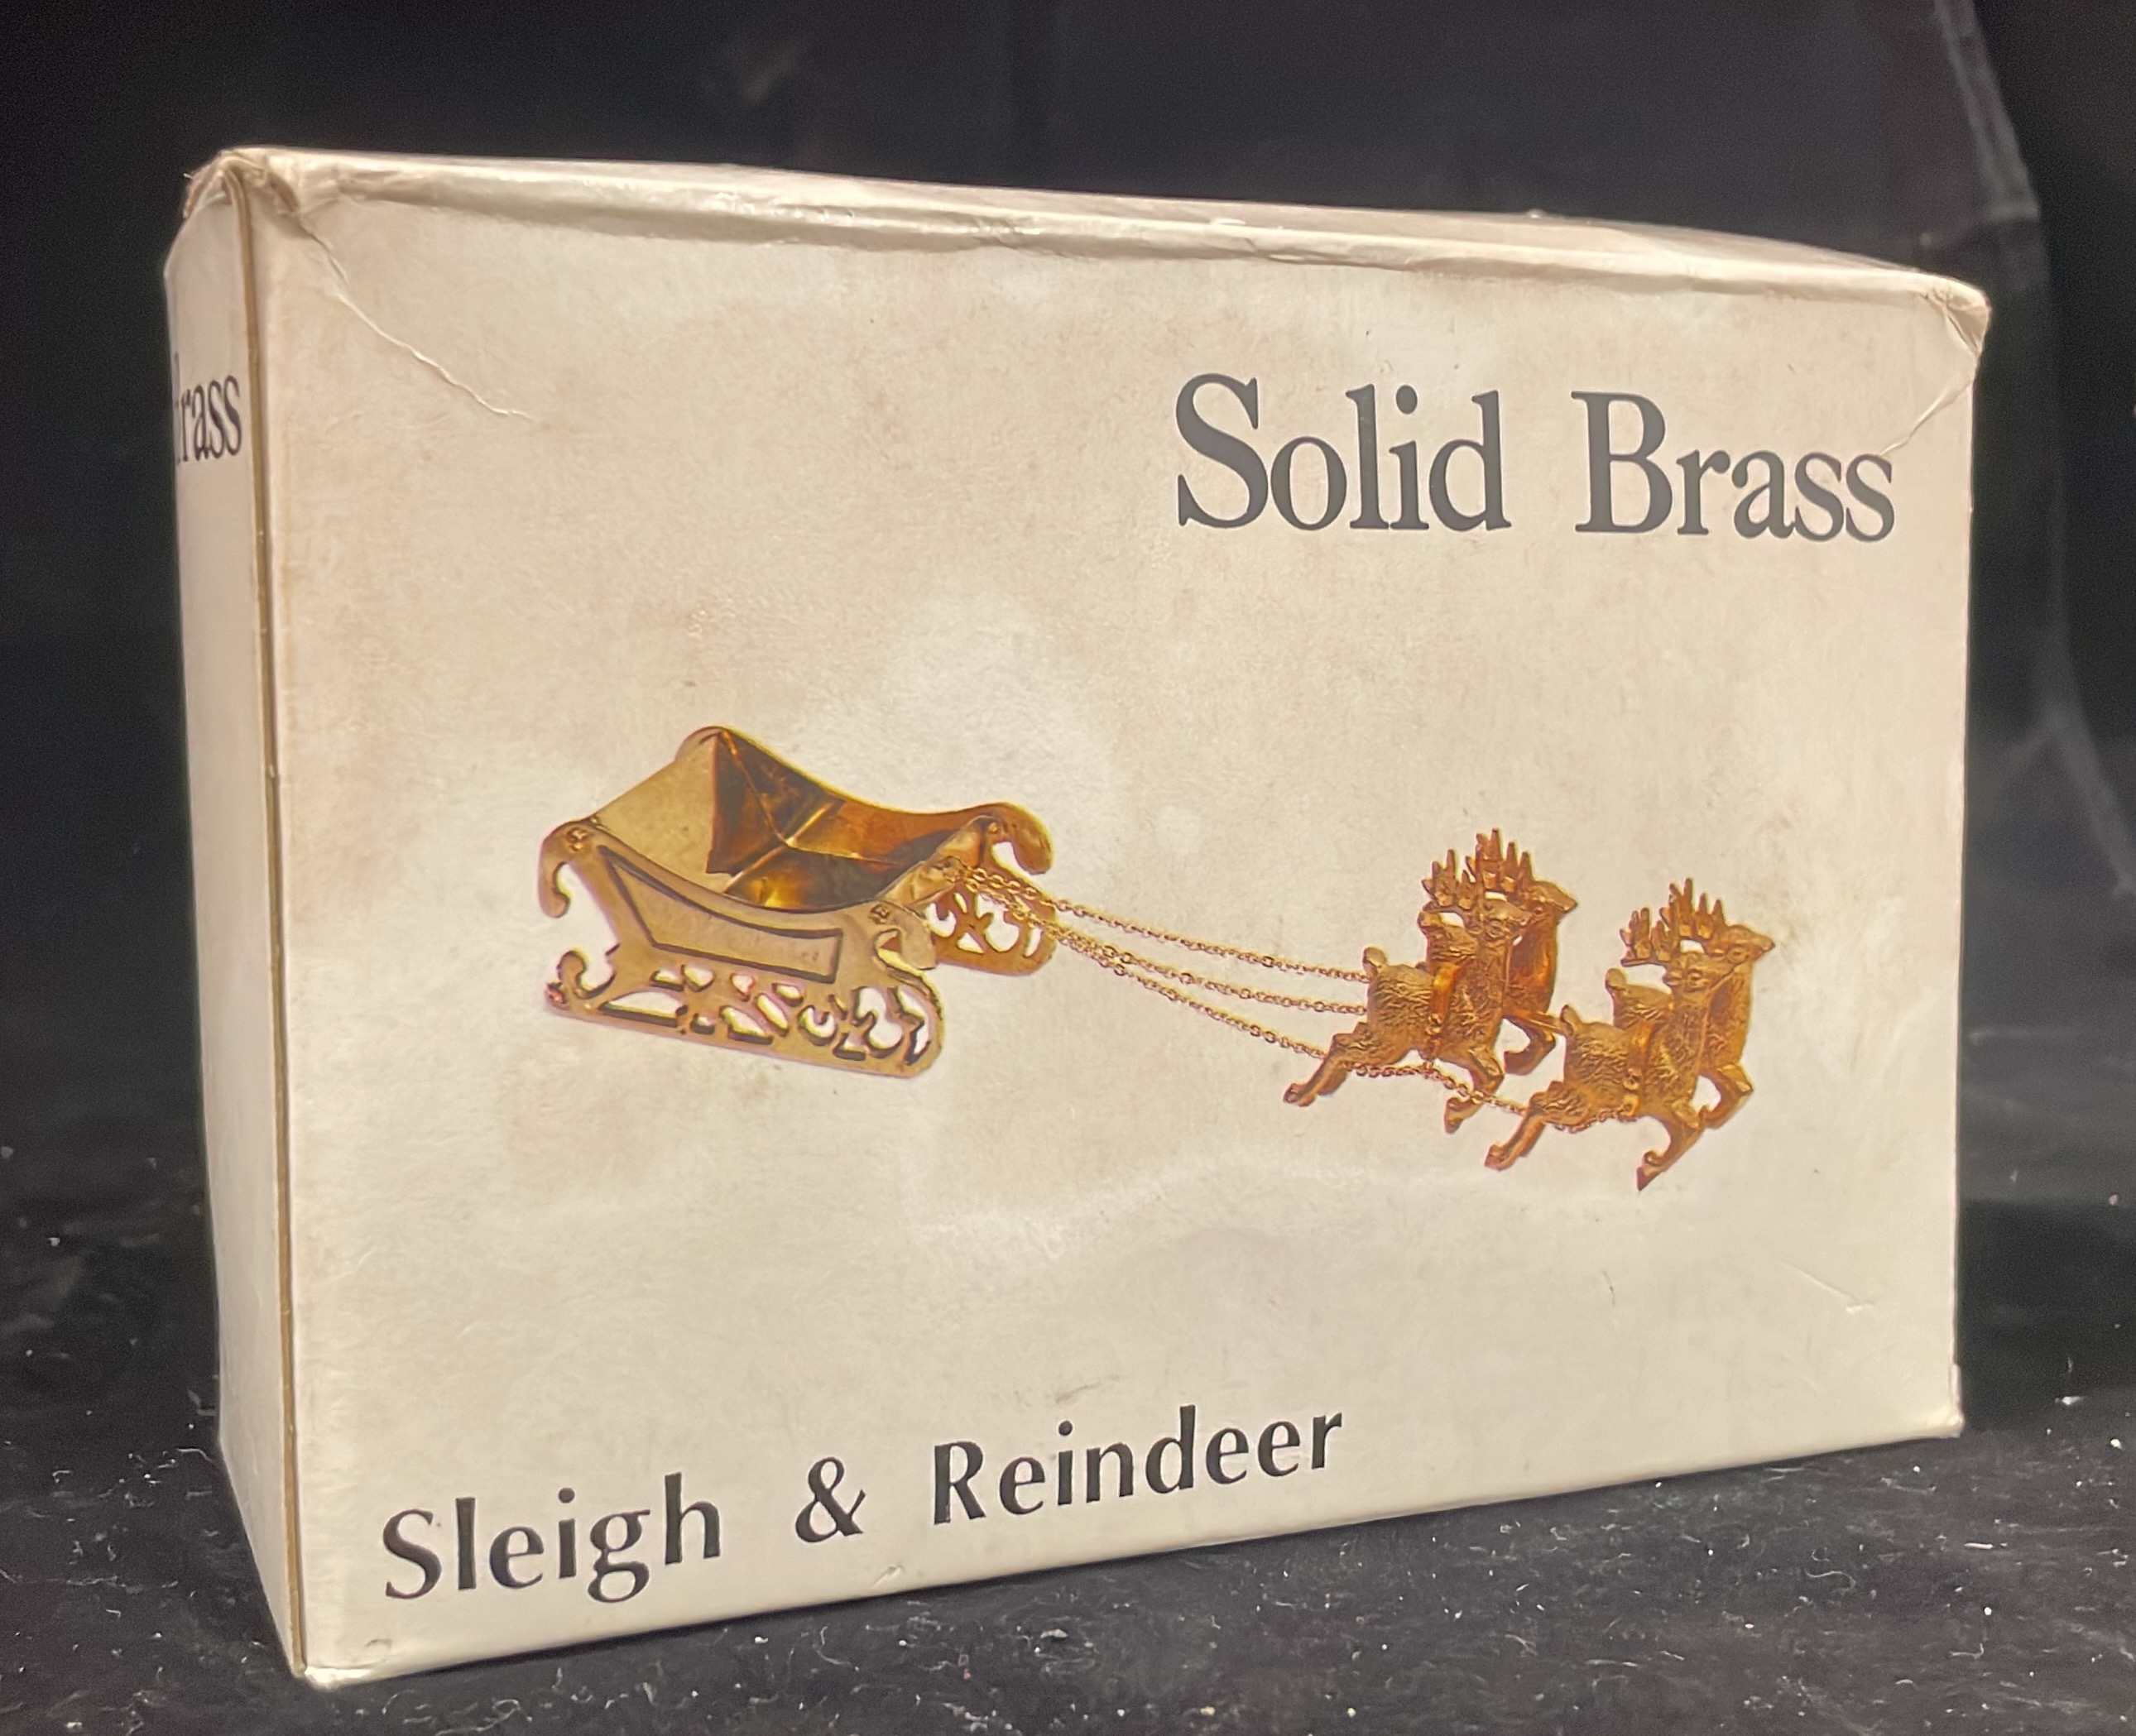 Solid Brass
Sleigh & Reindeer